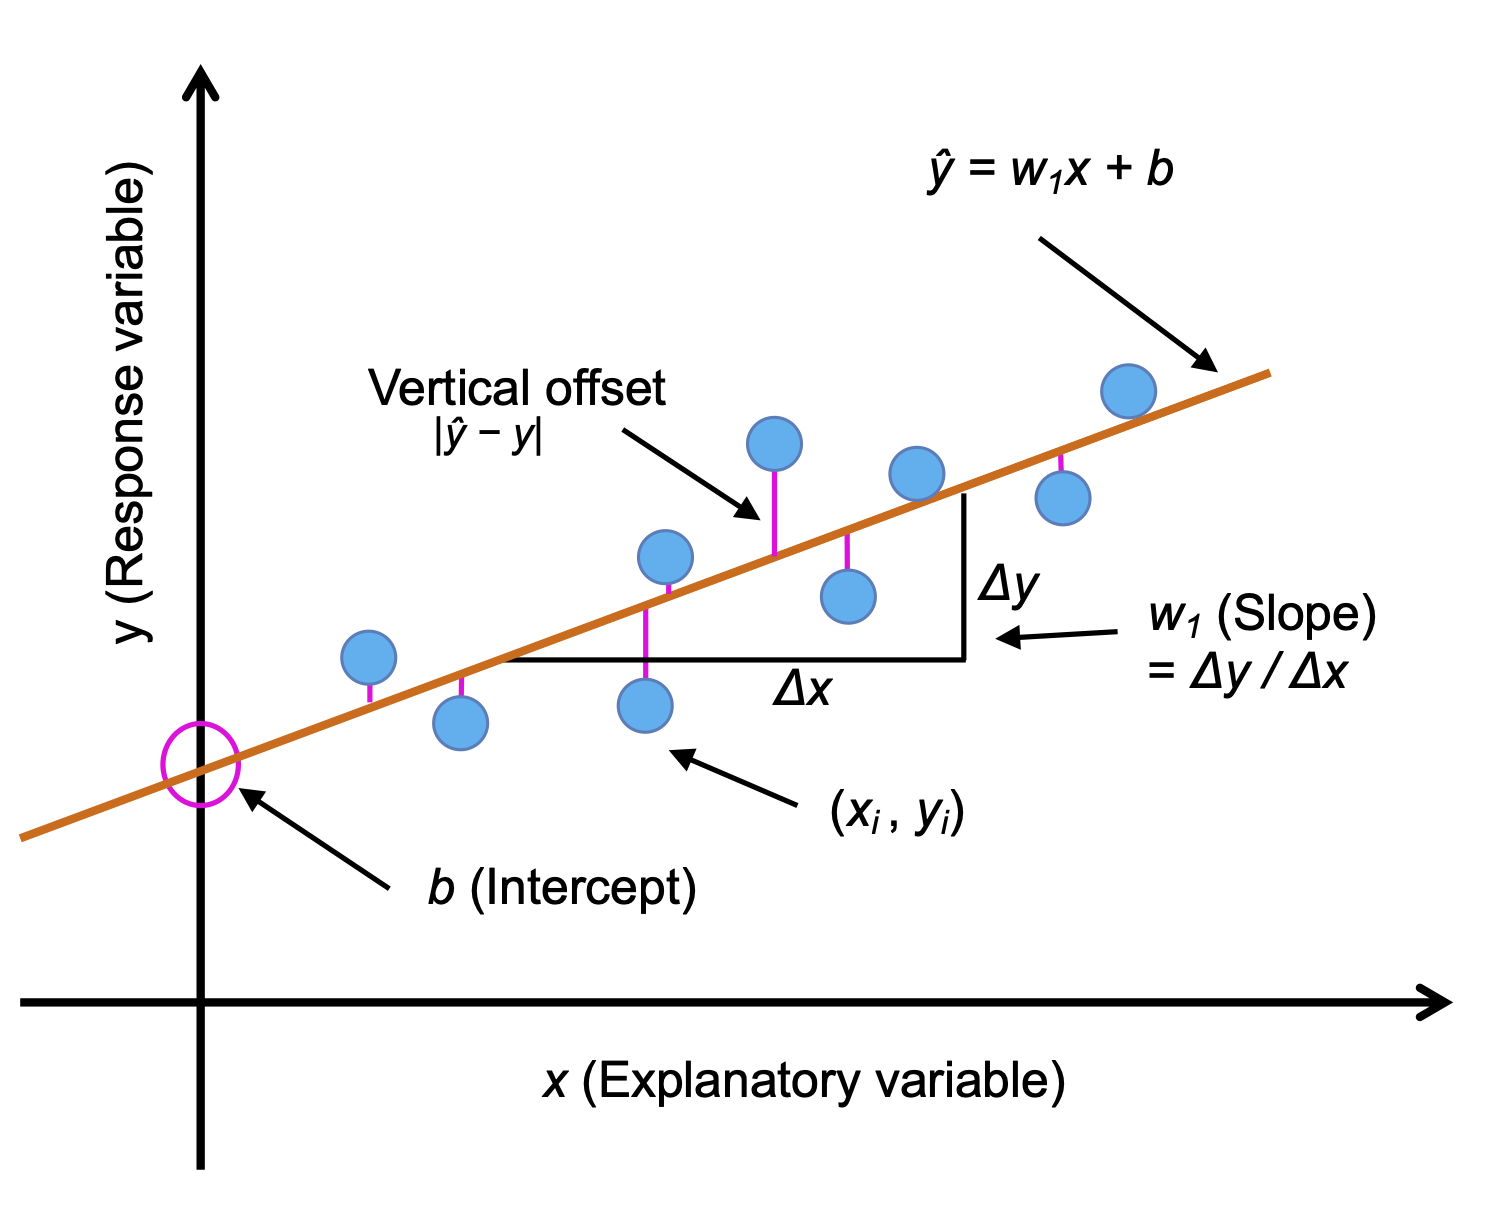 y (Response variable)
ŷ = w₁x + b
Vertical offset
|ŷ − y|
Δy
w₁ (Slope)
= Δy / Δx
Δx
(xᵢ , yᵢ)
b (Intercept)
x (Explanatory variable)